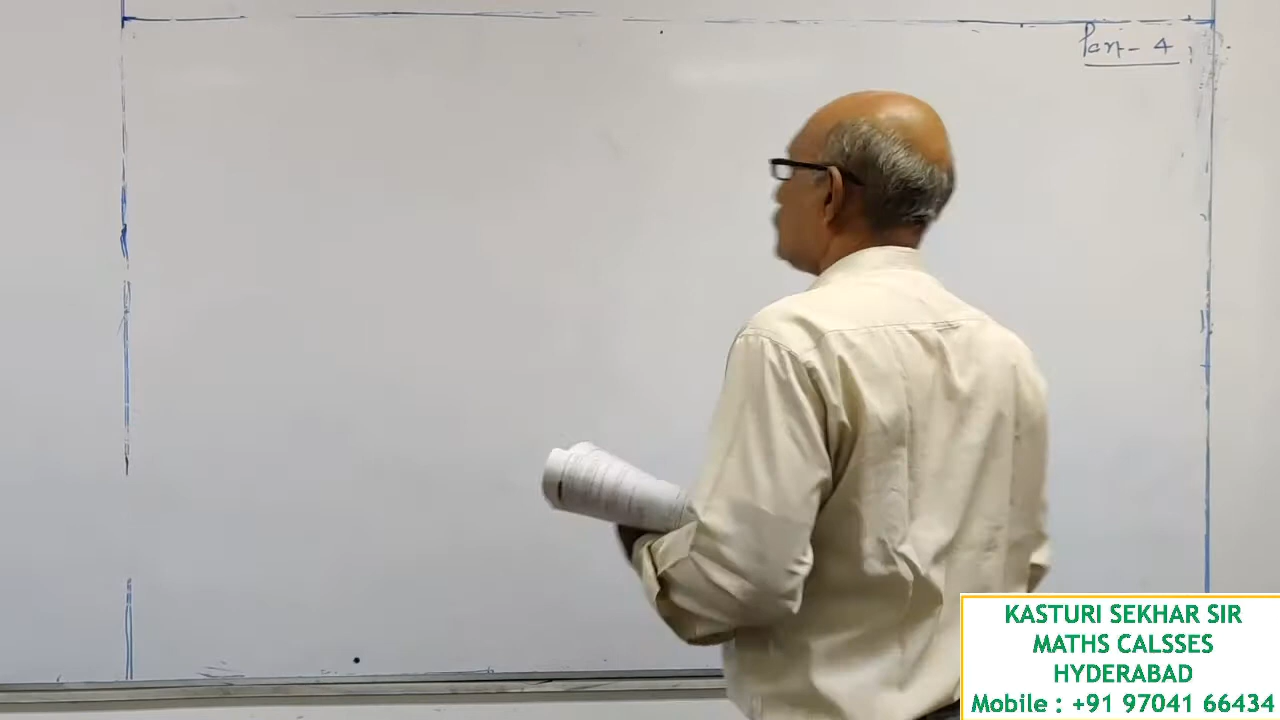 Part - 4
KASTURI SEKHAR SIR
MATHS CALSSES
HYDERABAD
Mobile : +91 97041 66434